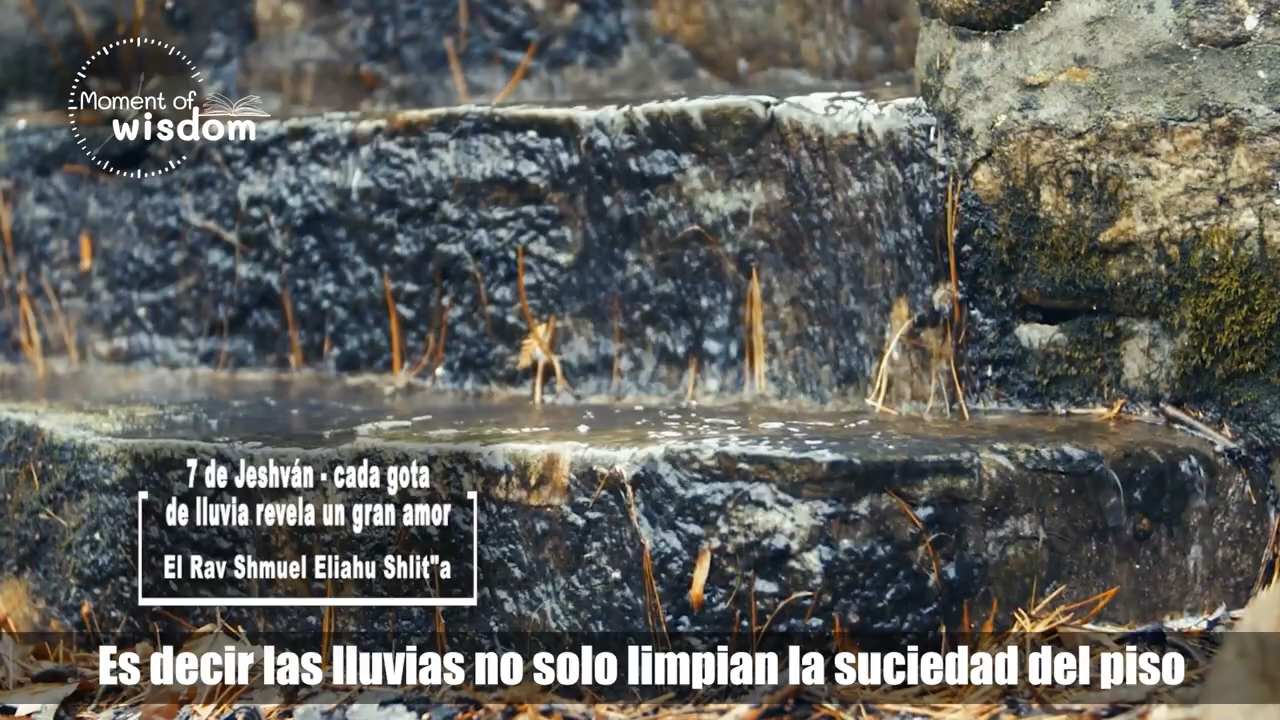 Moment of
wisdom
7 de Jeshván - cada gota
de lluvia revela un gran amor
El Rav Shmuel Eliahu Shlit"a
Es decir las lluvias no solo limpian la suciedad del piso